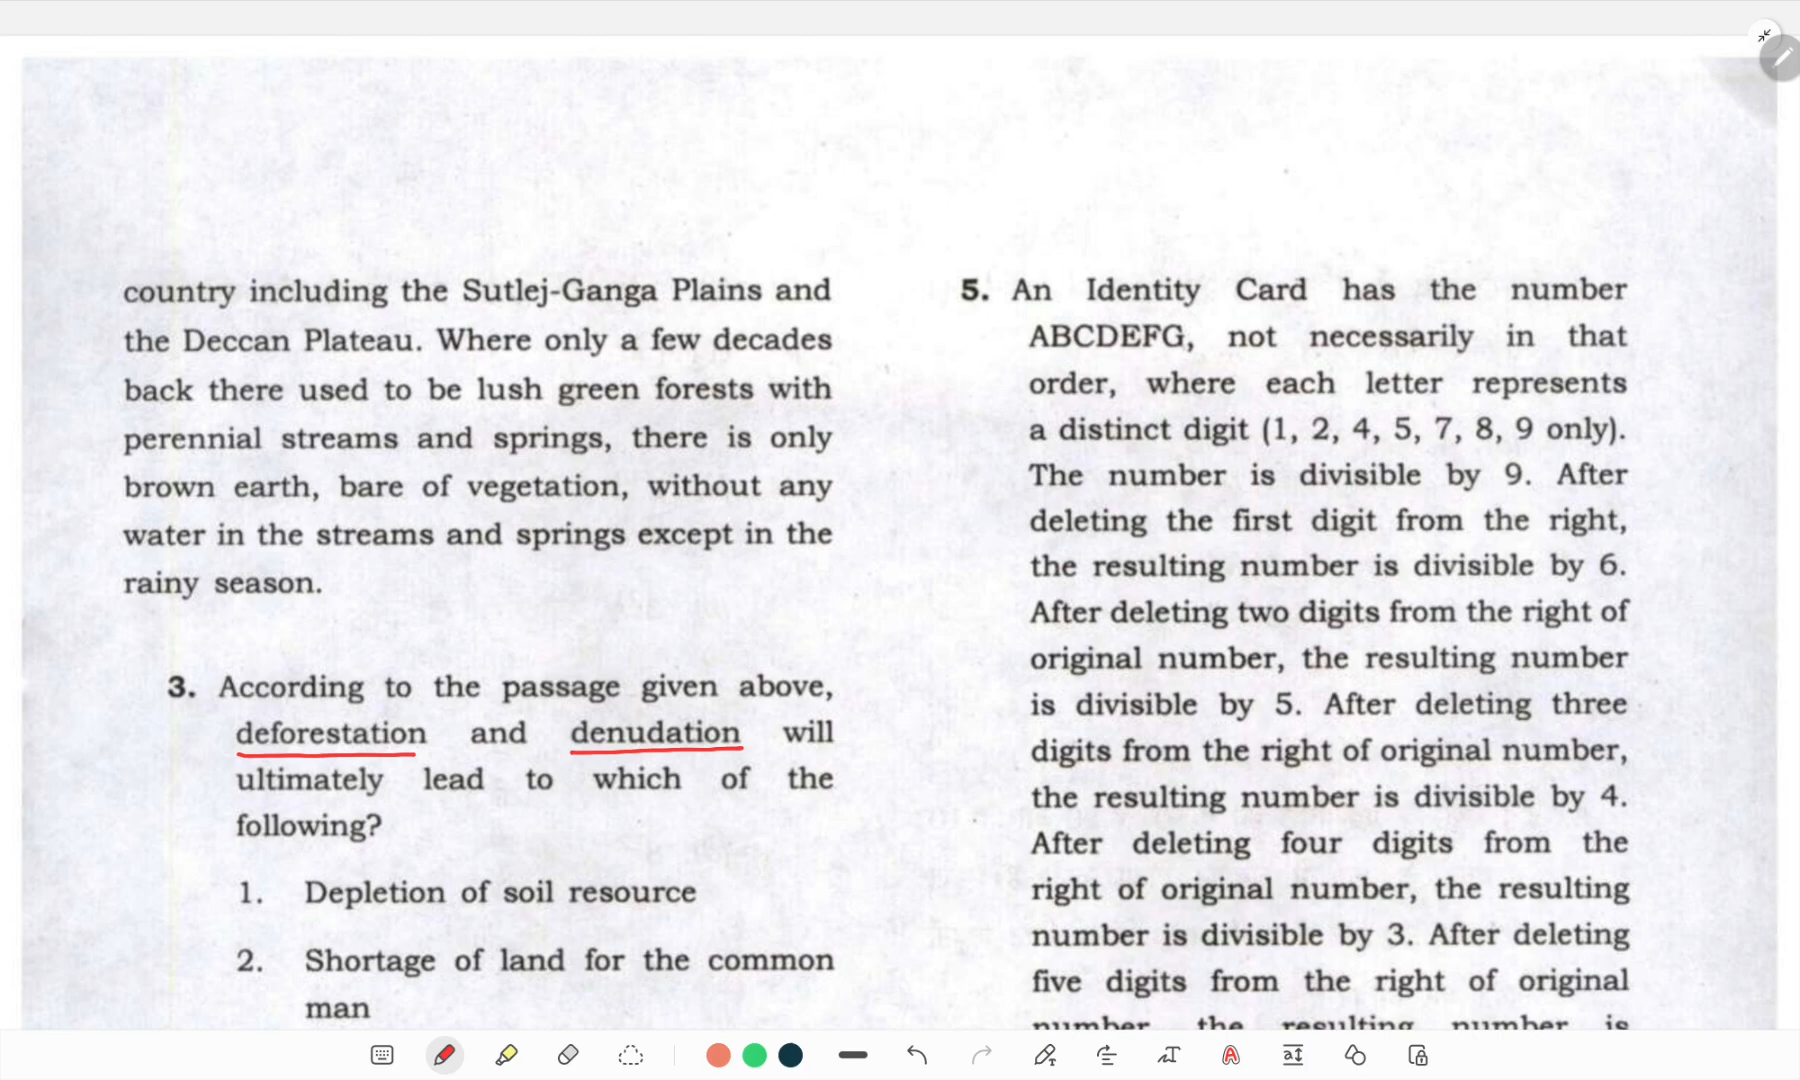 country including the Sutlej-Ganga Plains and
the Deccan Plateau. Where only a few decades
back there used to be lush green forests with
perennial streams and springs, there is only
brown earth, bare of vegetation, without any
water in the streams and springs except in the
rainy season.
3. According to the passage given above,
deforestation and denudation will
ultimately lead to which of the
following?
1. Depletion of soil resource
2. Shortage of land for the common
man
5. An Identity Card has the number
ABCDEFG, not necessarily in that
order, where each letter represents
a distinct digit (1, 2, 4, 5, 7, 8, 9 only).
The number is divisible by 9. After
deleting the first digit from the right,
the resulting number is divisible by 6.
After deleting two digits from the right of
original number, the resulting number
is divisible by 5. After deleting three
digits from the right of original number,
the resulting number is divisible by 4.
After deleting four digits from the
right of original number, the resulting
number is divisible by 3. After deleting
five digits from the right of original
number the resulting number is